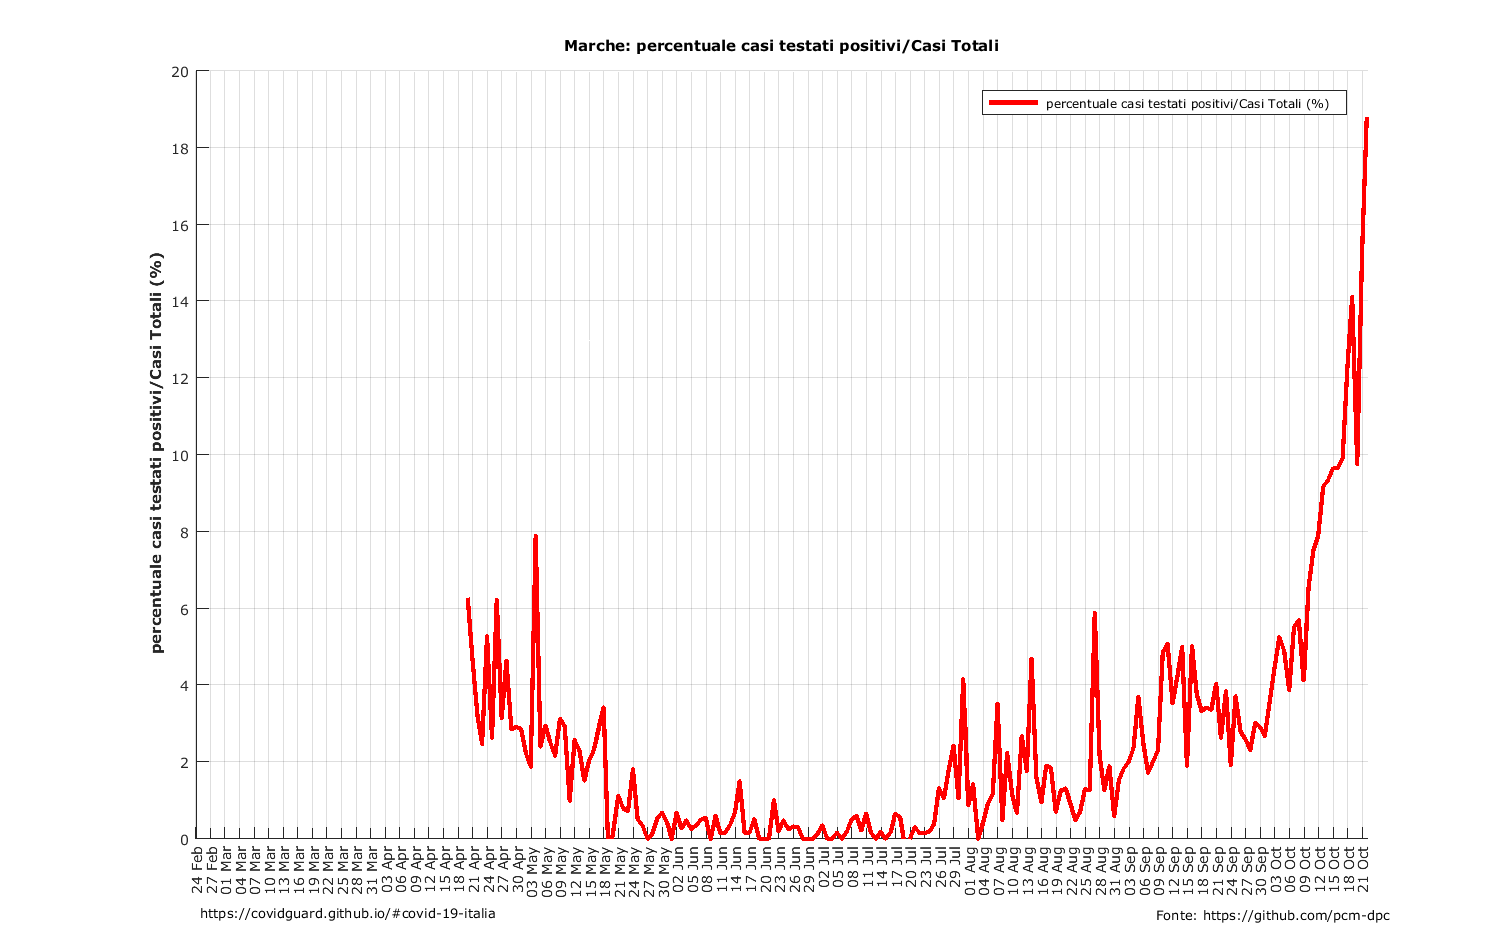 Marche: percentuale casi testati positivi/Casi Totali
percentuale casi testati positivi/Casi Totali (%)
percentuale casi testati positivi/Casi Totali (%)
20
18
16
14
12
10
8
6
4
2
0
24 Feb
27 Feb
01 Mar
04 Mar
07 Mar
10 Mar
13 Mar
16 Mar
19 Mar
22 Mar
25 Mar
28 Mar
31 Mar
03 Apr
06 Apr
09 Apr
12 Apr
15 Apr
18 Apr
21 Apr
24 Apr
27 Apr
30 Apr
03 May
06 May
09 May
12 May
15 May
18 May
21 May
24 May
27 May
30 May
02 Jun
05 Jun
08 Jun
11 Jun
14 Jun
17 Jun
20 Jun
23 Jun
26 Jun
29 Jun
02 Jul
05 Jul
08 Jul
11 Jul
14 Jul
17 Jul
20 Jul
23 Jul
26 Jul
29 Jul
01 Aug
04 Aug
07 Aug
10 Aug
13 Aug
16 Aug
19 Aug
22 Aug
25 Aug
28 Aug
31 Aug
03 Sep
06 Sep
09 Sep
12 Sep
15 Sep
18 Sep
21 Sep
24 Sep
27 Sep
30 Sep
03 Oct
06 Oct
09 Oct
12 Oct
15 Oct
18 Oct
21 Oct
https://covidguard.github.io/#covid-19-italia
Fonte: https://github.com/pcm-dpc